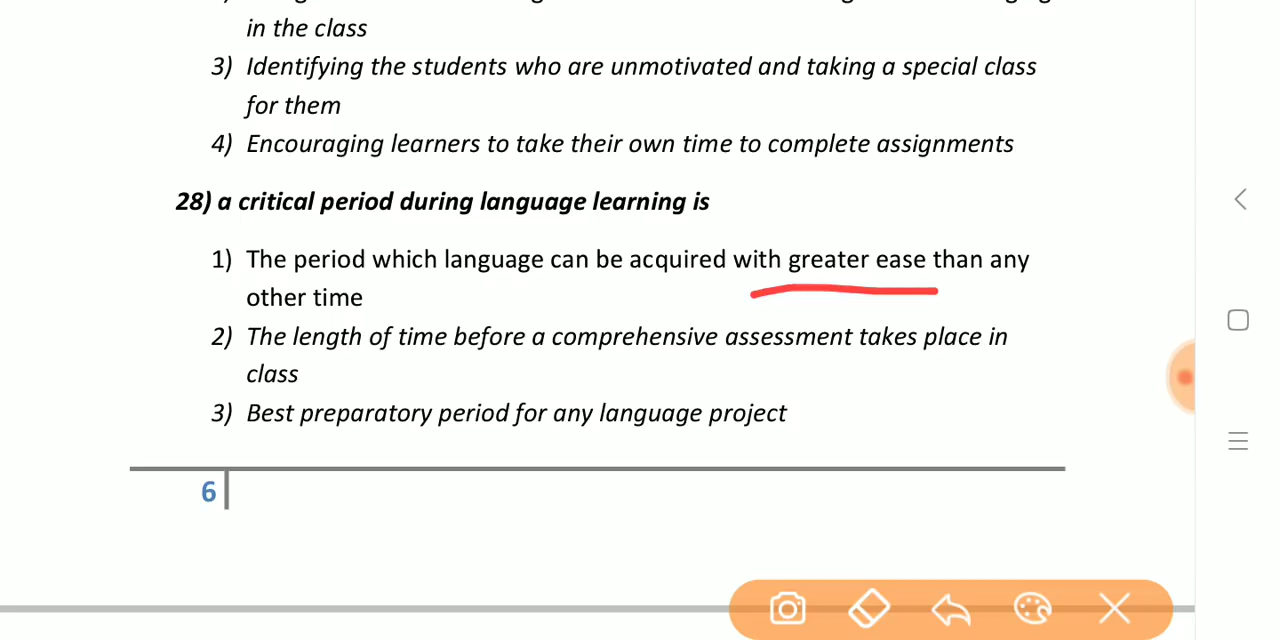 in the class
3) Identifying the students who are unmotivated and taking a special class
for them
4) Encouraging learners to take their own time to complete assignments
28) a critical period during language learning is
1) The period which language can be acquired with greater ease than any
other time
2) The length of time before a comprehensive assessment takes place in
class
3) Best preparatory period for any language project
6